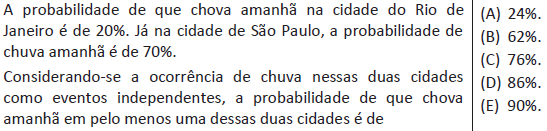 A probabilidade de que chova amanhã na cidade do Rio de
Janeiro é de 20%. Já na cidade de São Paulo, a probabilidade de
chuva amanhã é de 70%.
Considerando-se a ocorrência de chuva nessas duas cidades
como eventos independentes, a probabilidade de que chova
amanhã em pelo menos uma dessas duas cidades é de
(A) 24%.
(B) 62%.
(C) 76%.
(D) 86%.
(E) 90%.